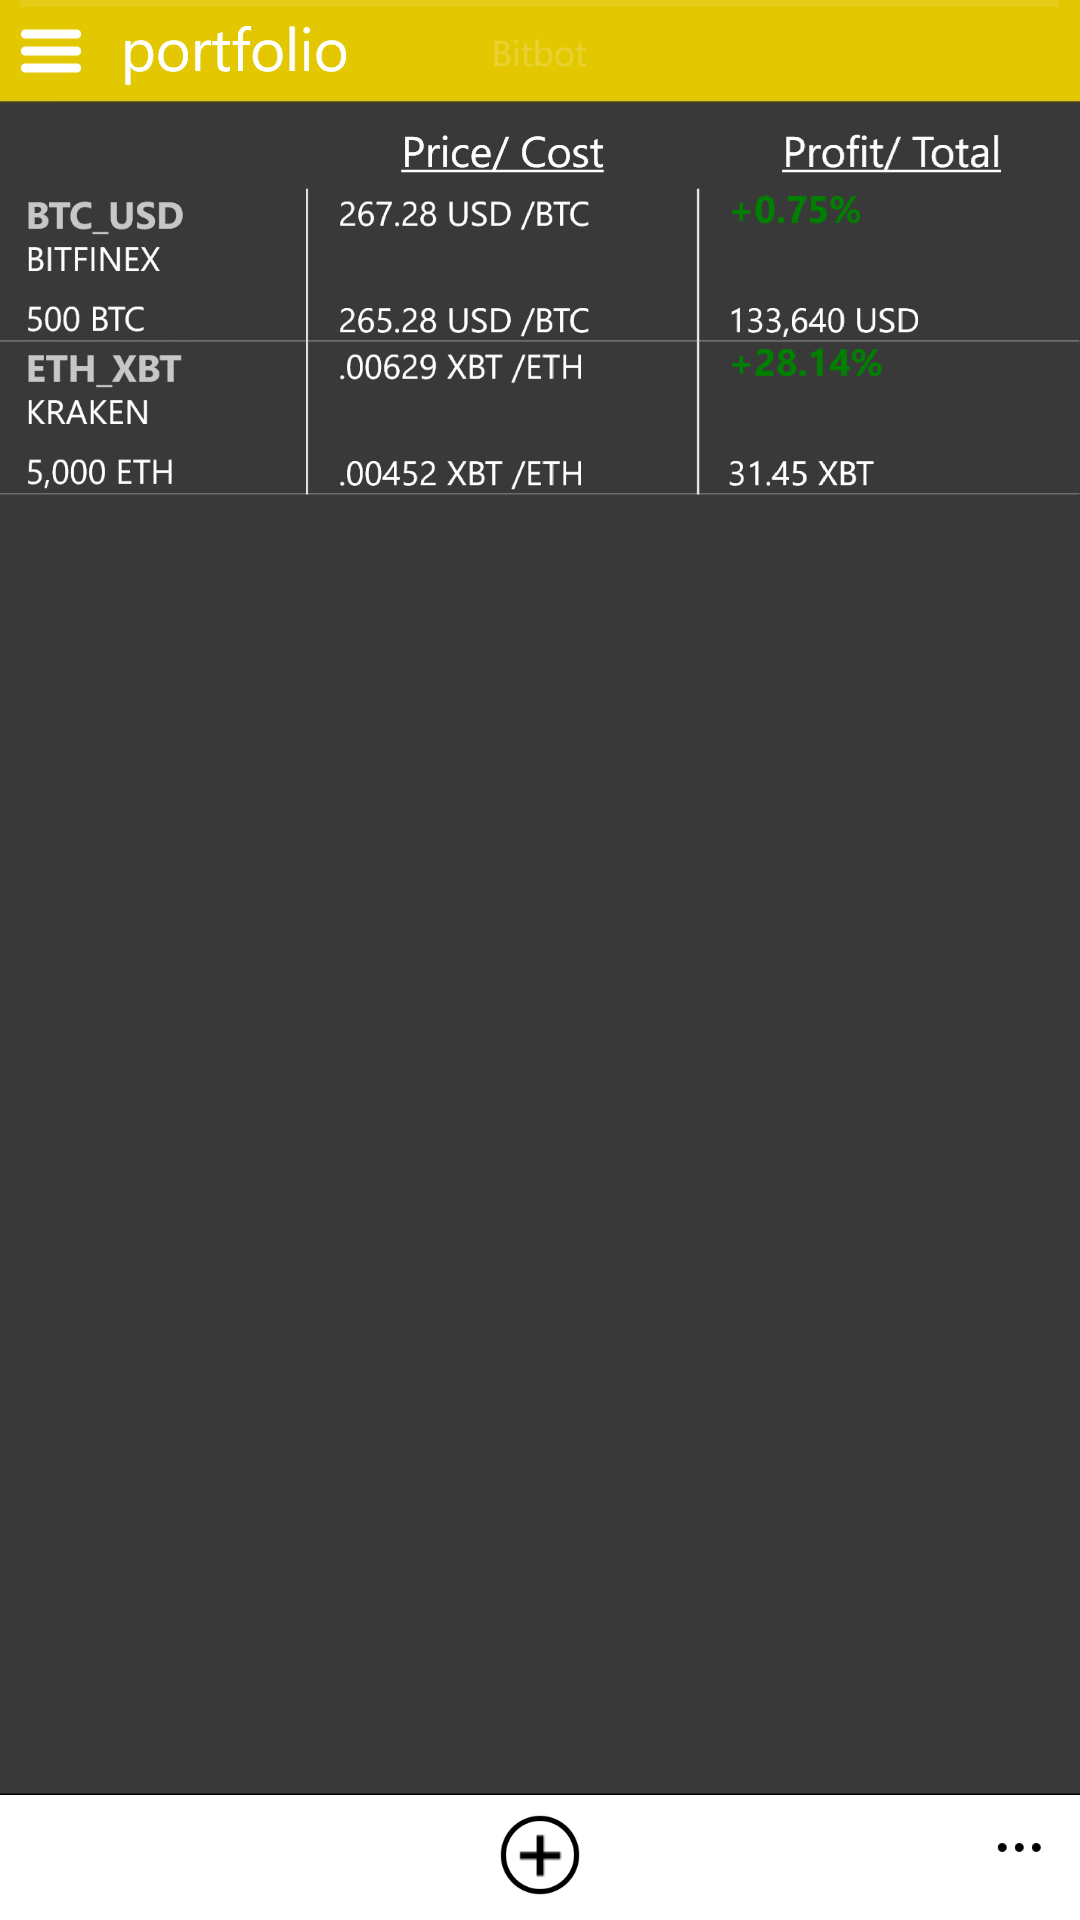 portfolio
Bitbot
Price/ Cost
Profit/ Total
BTC_USD
267.28 USD /BTC
+0.75%
BITFINEX
500 BTC
265.28 USD /BTC
133,640 USD
ETH_XBT
.00629 XBT /ETH
+28.14%
KRAKEN
5,000 ETH
.00452 XBT /ETH
31.45 XBT